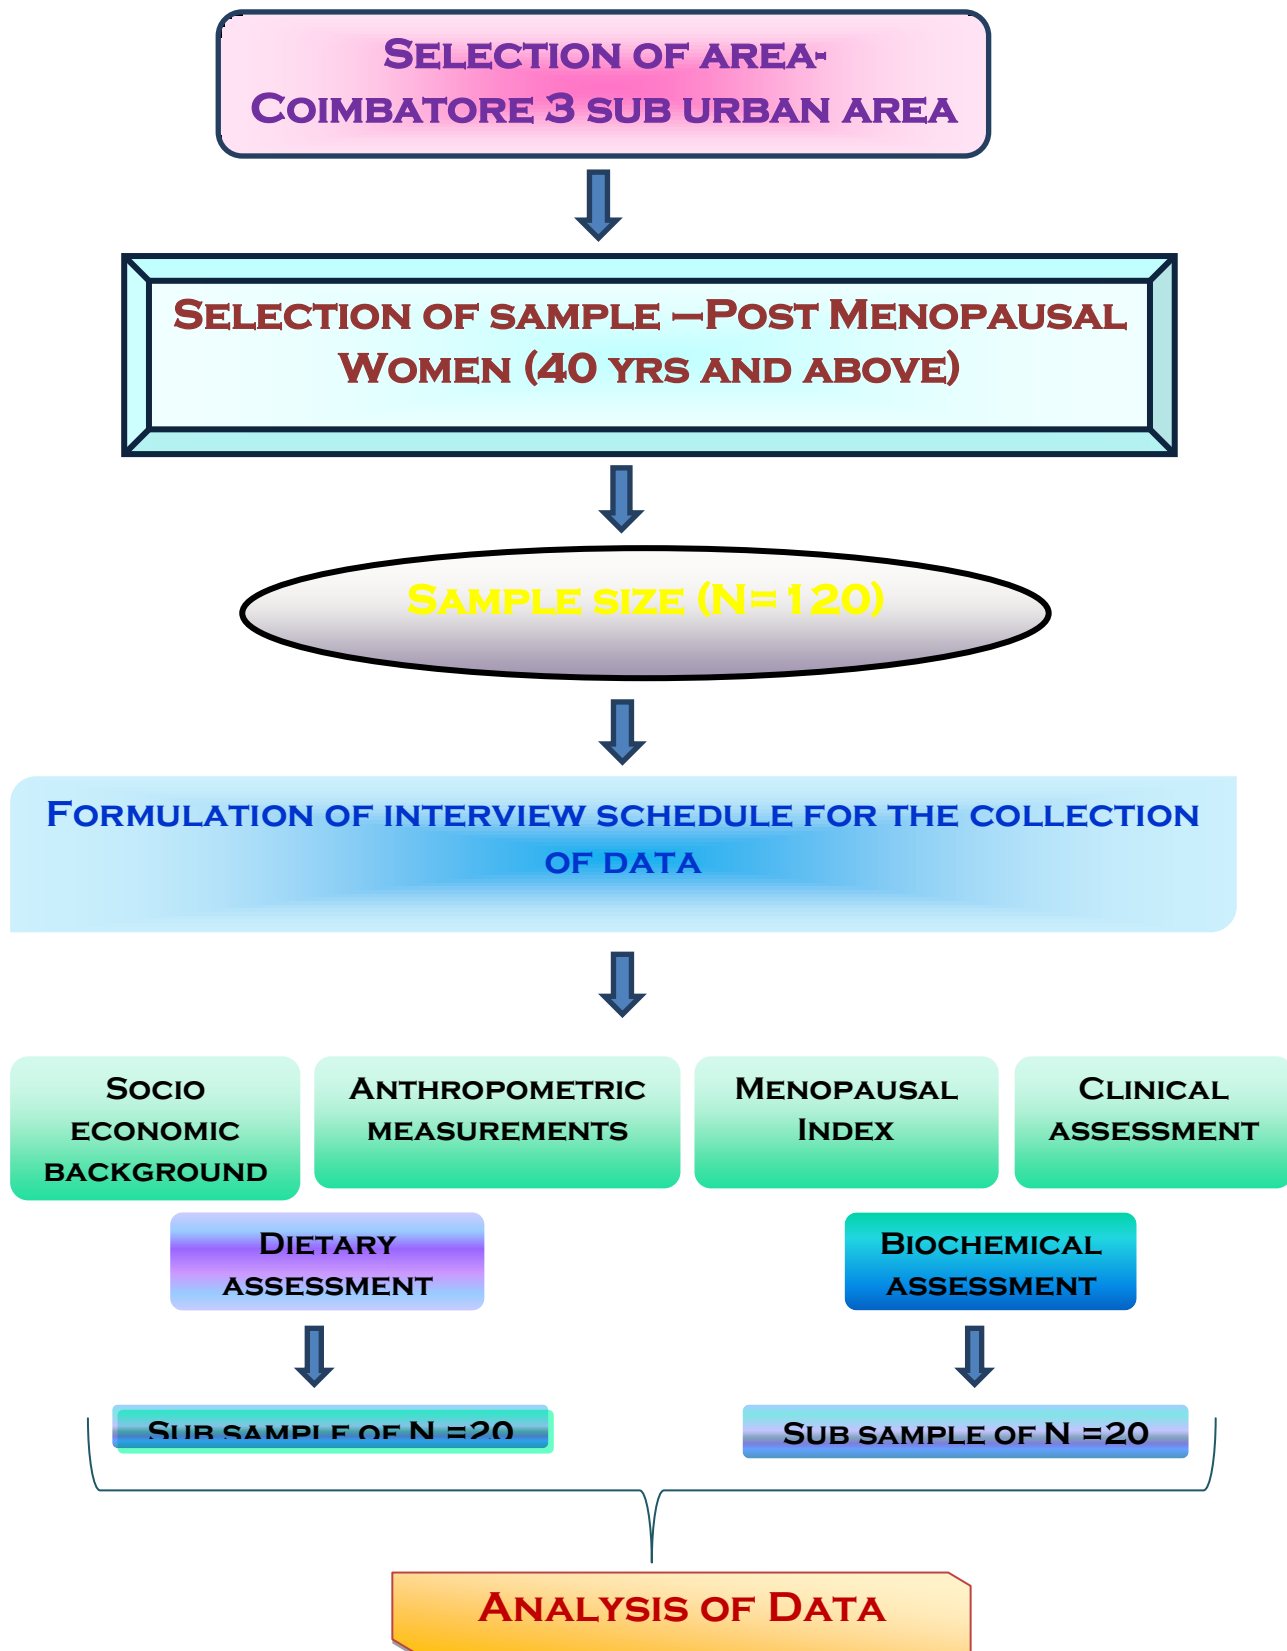 Selection of area-
Coimbatore 3 sub urban area
Selection of sample –Post Menopausal
Women (40 yrs and above)
Sample size (N=120)
Formulation of interview schedule for the collection
of data
Socio
economic
background
Anthropometric
measurements
Menopausal
Index
Clinical
assessment
Dietary
assessment
Biochemical
assessment
Sub sample of N =20
Sub sample of N =20
Analysis of Data